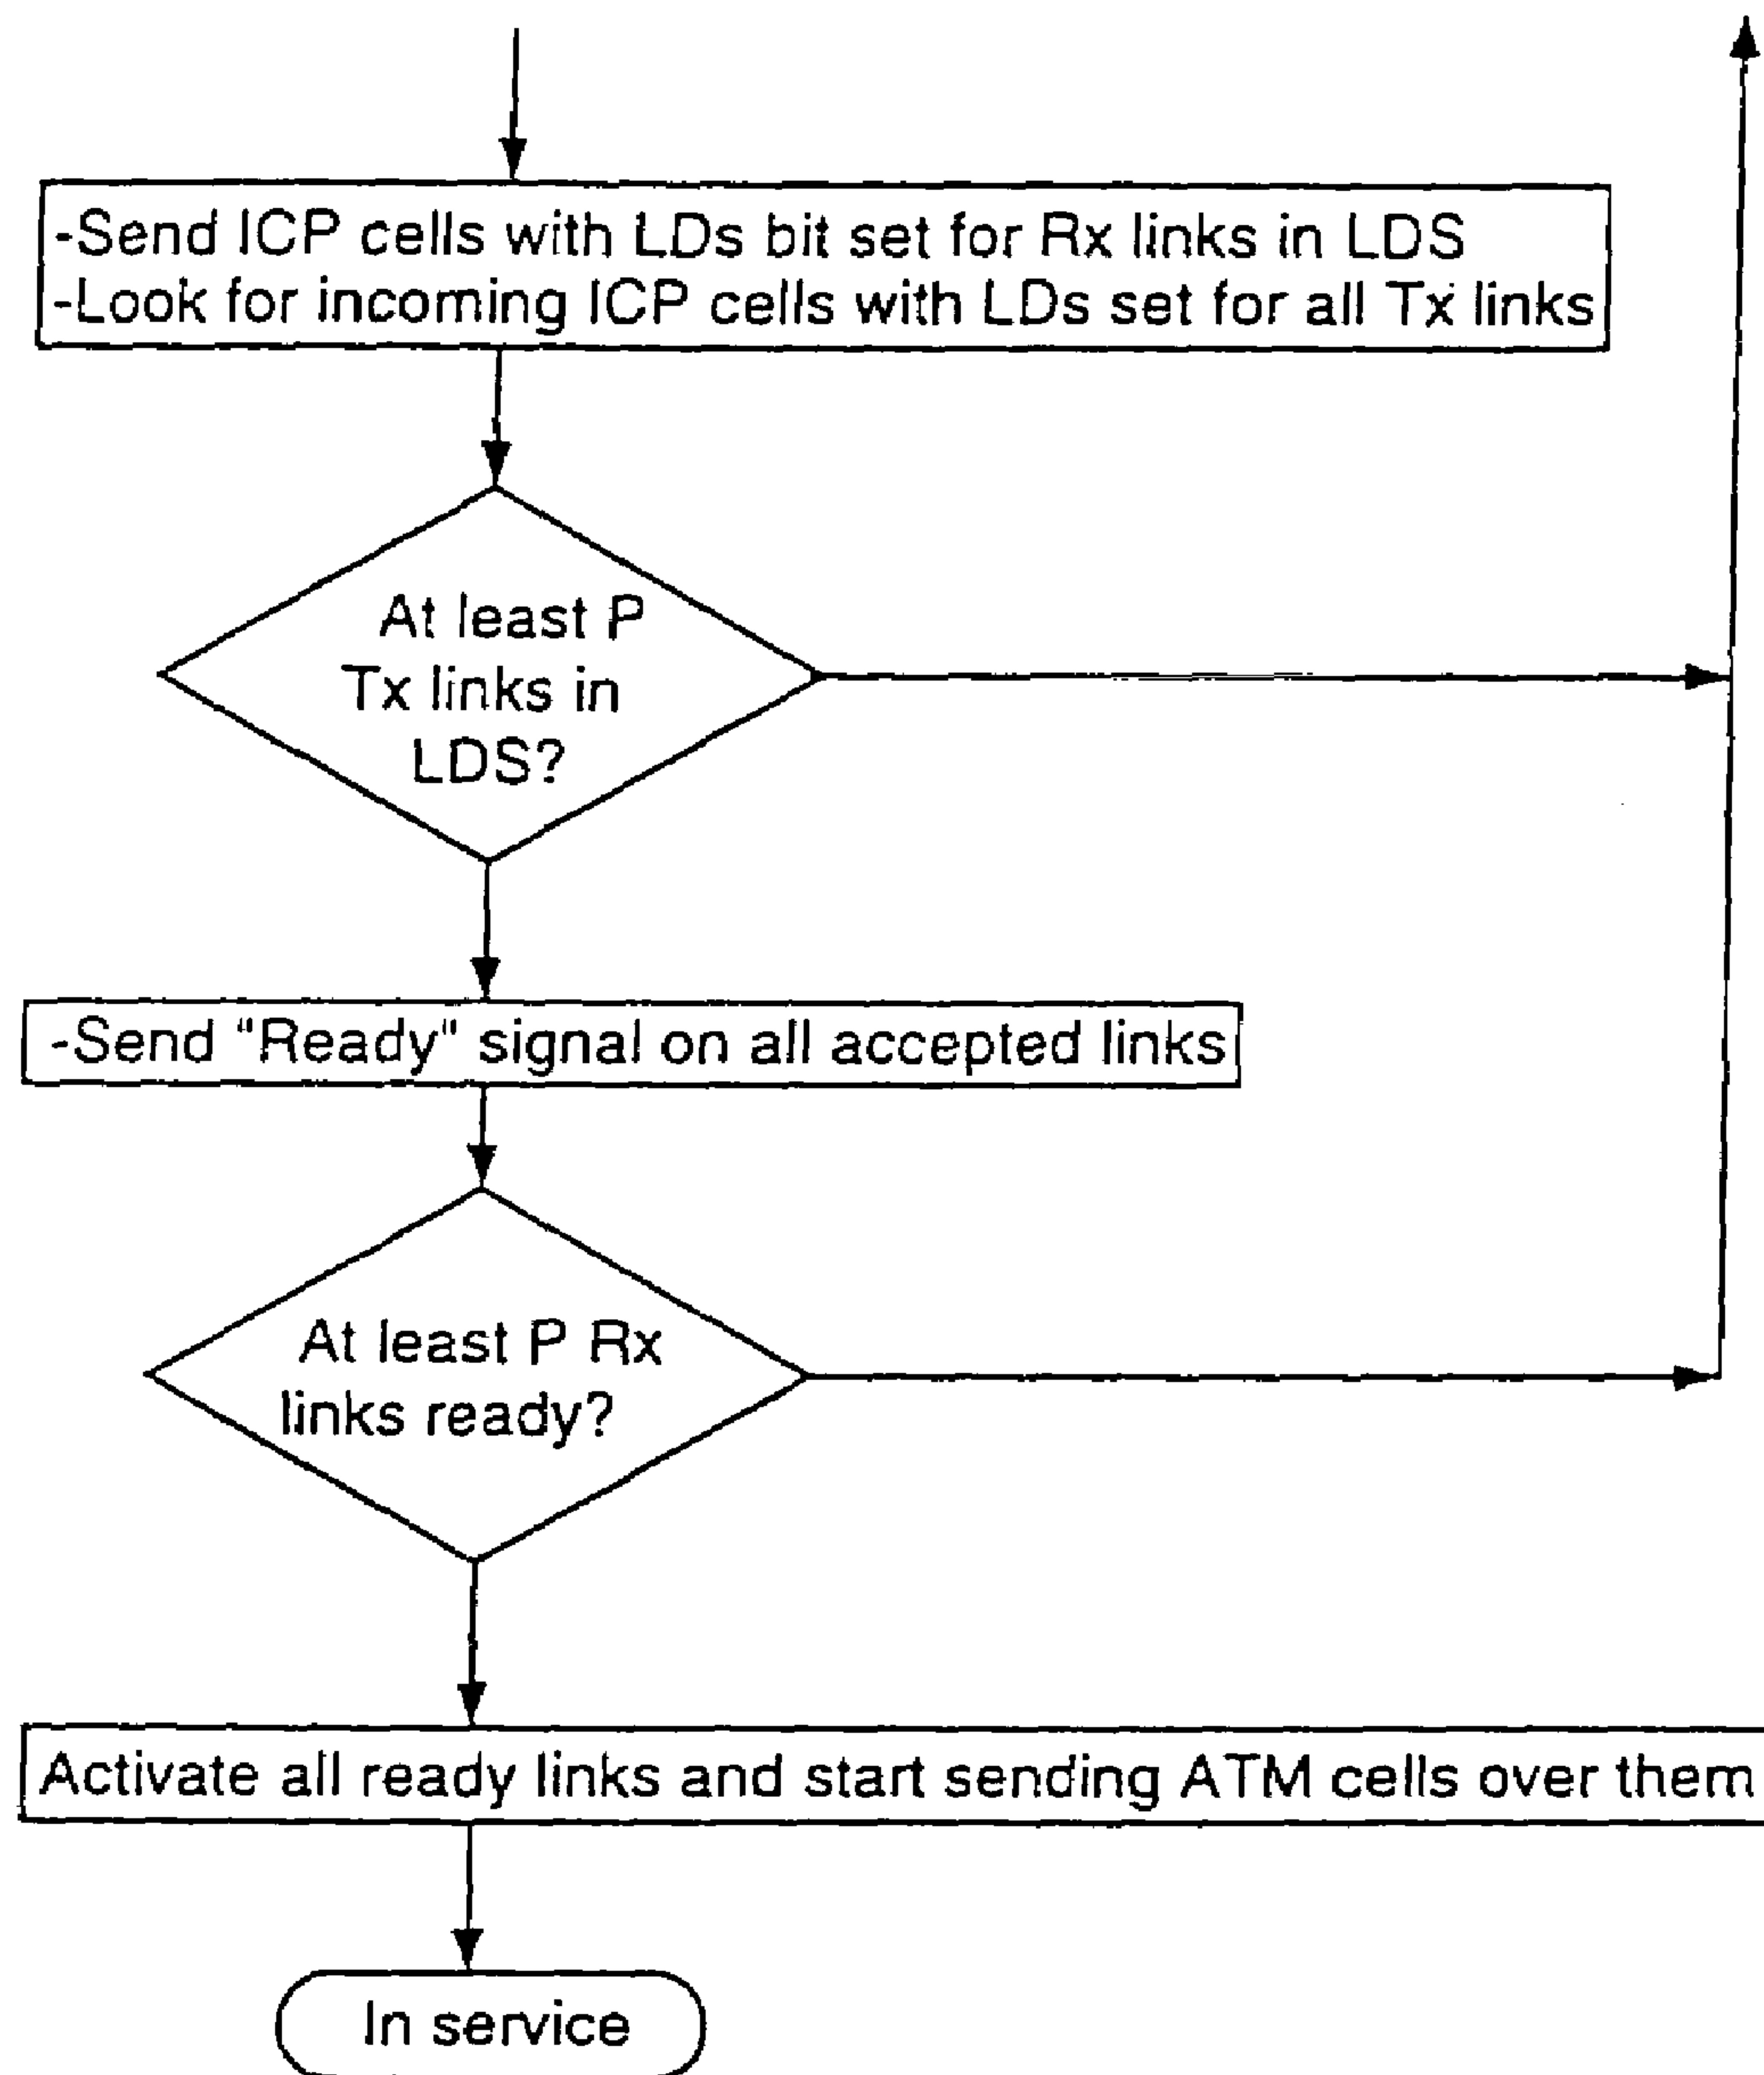 -Send ICP cells with LDs bit set for Rx links in LDS
-Look for incoming ICP cells with LDs set for all Tx links
At least P
Tx links in
LDS?
-Send "Ready" signal on all accepted links
At least P Rx
links ready?
Activate all ready links and start sending ATM cells over them
In service